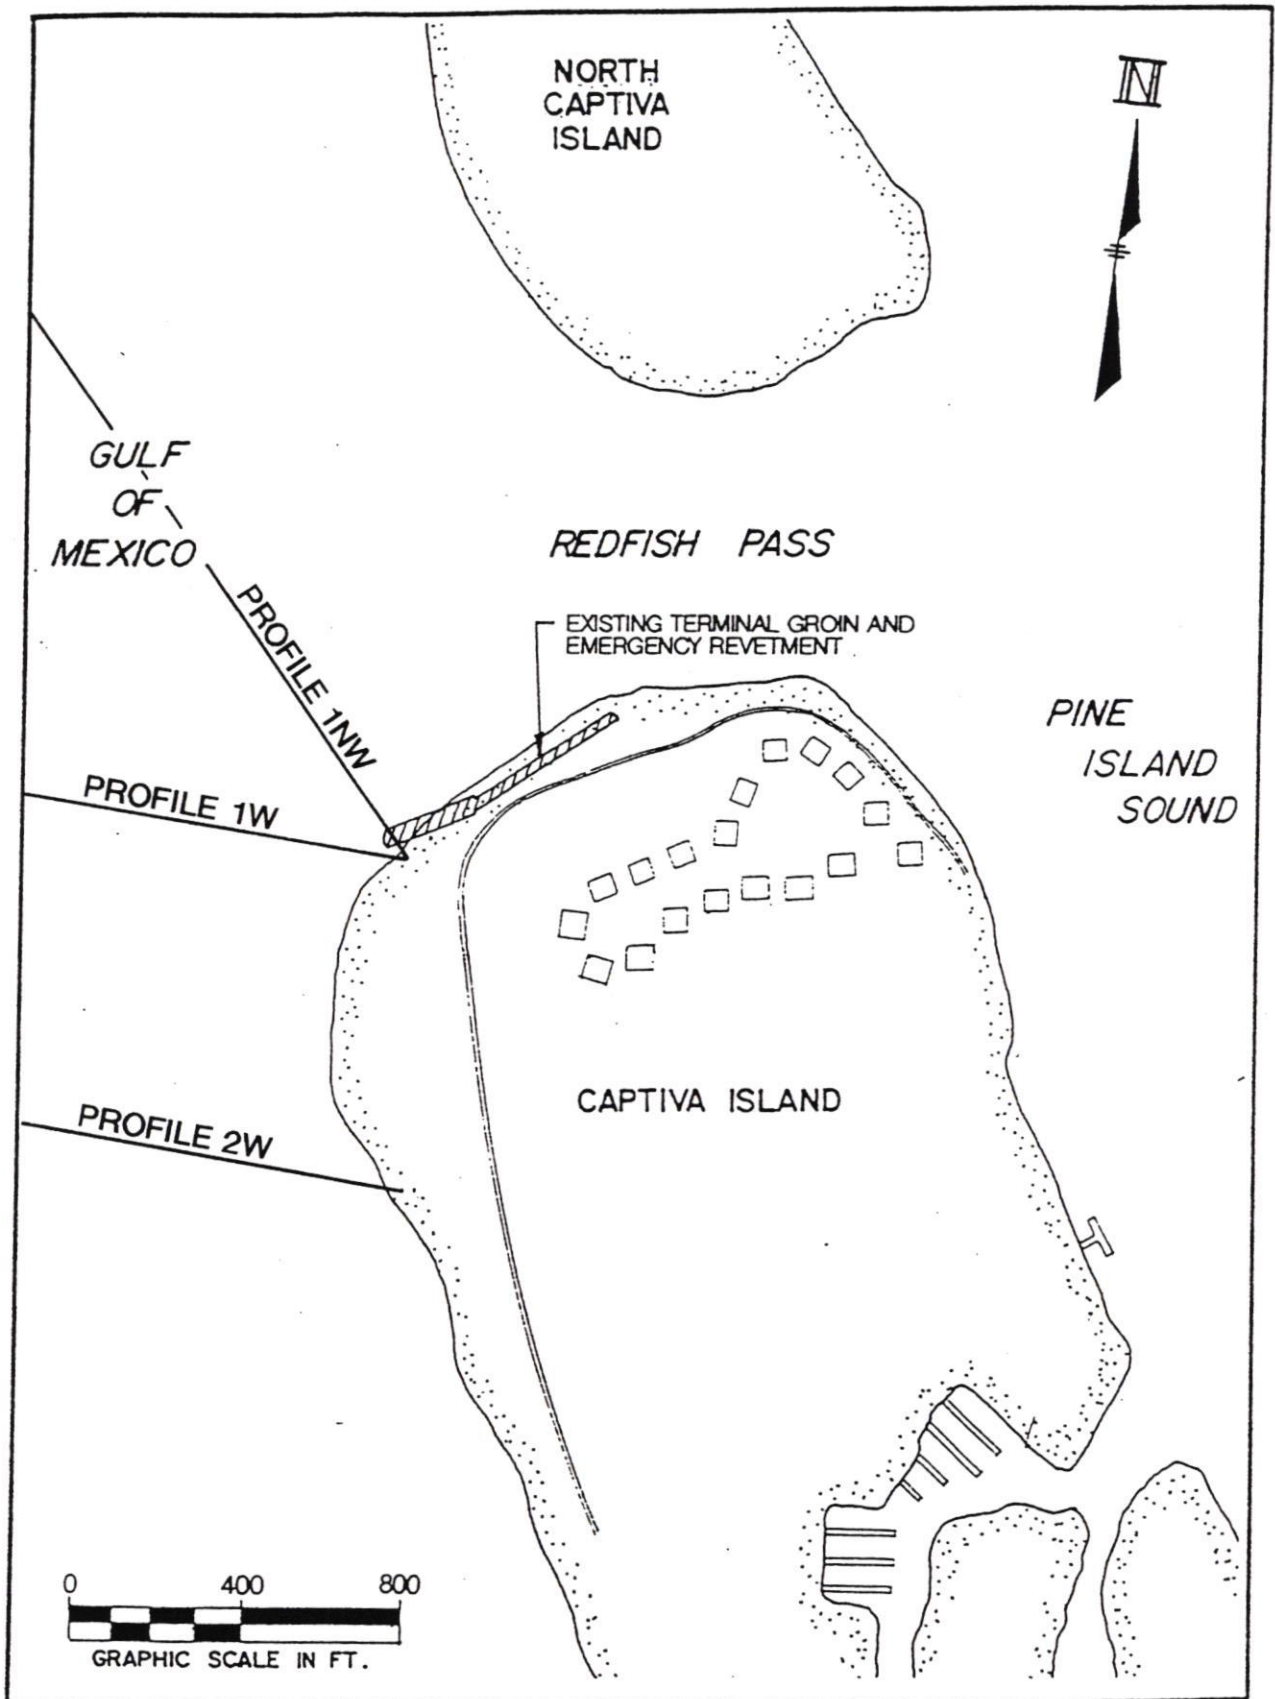 NORTH
CAPTIVA
ISLAND
N
GULF
OF
MEXICO
REDFISH PASS
PROFILE 1NW
EXISTING TERMINAL GROIN AND
EMERGENCY REVETMENT
PINE
ISLAND
SOUND
PROFILE 1W
CAPTIVA ISLAND
PROFILE 2W
0 400 800
GRAPHIC SCALE IN FT.